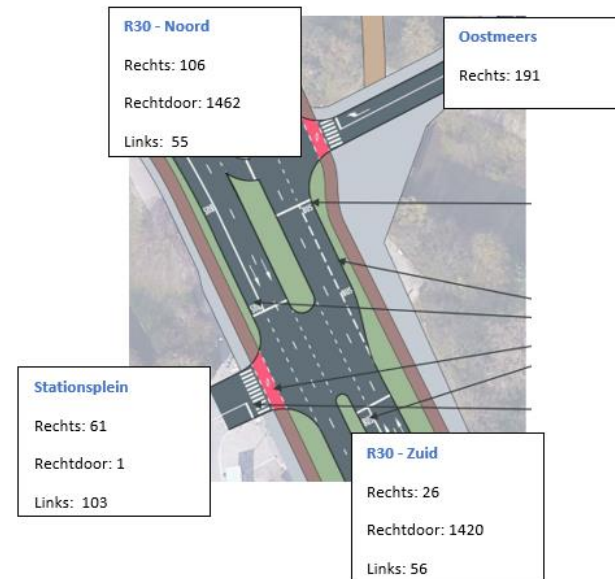 R30 - Noord
Rechts: 106
Rechtdoor: 1462
Links: 55
Oostmeers
Rechts: 191
Stationsplein
Rechts: 61
Rechtdoor: 1
Links: 103
R30 - Zuid
Rechts: 26
Rechtdoor: 1420
Links: 56